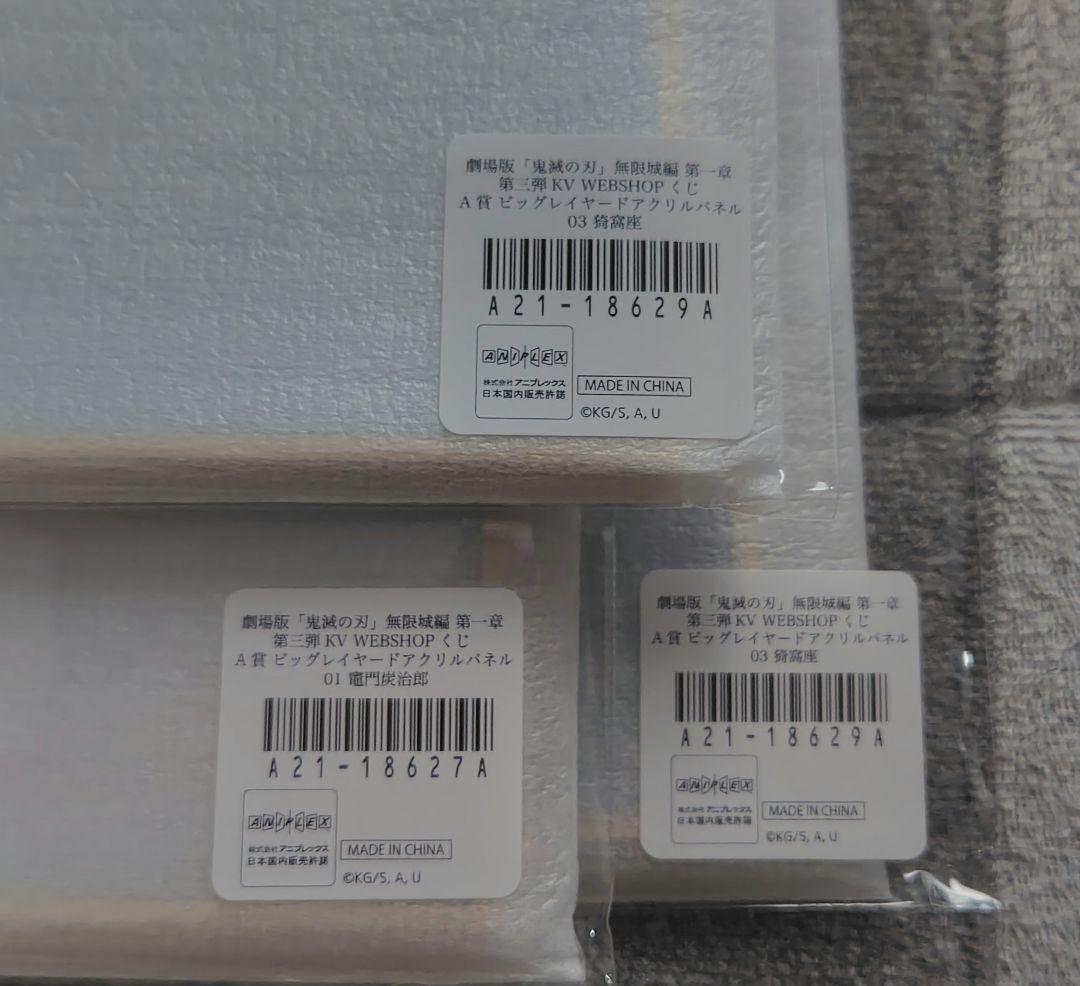 劇場版「鬼滅の刃」無限城編 第一章
第三弾 KV WEBSHOP くじ
A 賞 ビッグレイヤードアクリルパネル
03 猗窩座
A21-18629A
ANIPLEX
株式会社 アニプレックス
日本国内販売許諾
MADE IN CHINA
©KG/S, A, U
劇場版「鬼滅の刃」無限城編 第一章
第三弾 KV WEBSHOP くじ
A 賞 ビッグレイヤードアクリルパネル
01 竈門炭治郎
A21-18627A
ANIPLEX
株式会社 アニプレックス
日本国内販売許諾
MADE IN CHINA
©KG/S, A, U
劇場版「鬼滅の刃」無限城編 第一章
第三弾 KV WEBSHOP くじ
A 賞 ビッグレイヤードアクリルパネル
03 猗窩座
A21-18629A
ANIPLEX
株式会社 アニプレックス
日本国内販売許諾
MADE IN CHINA
©KG/S, A, U